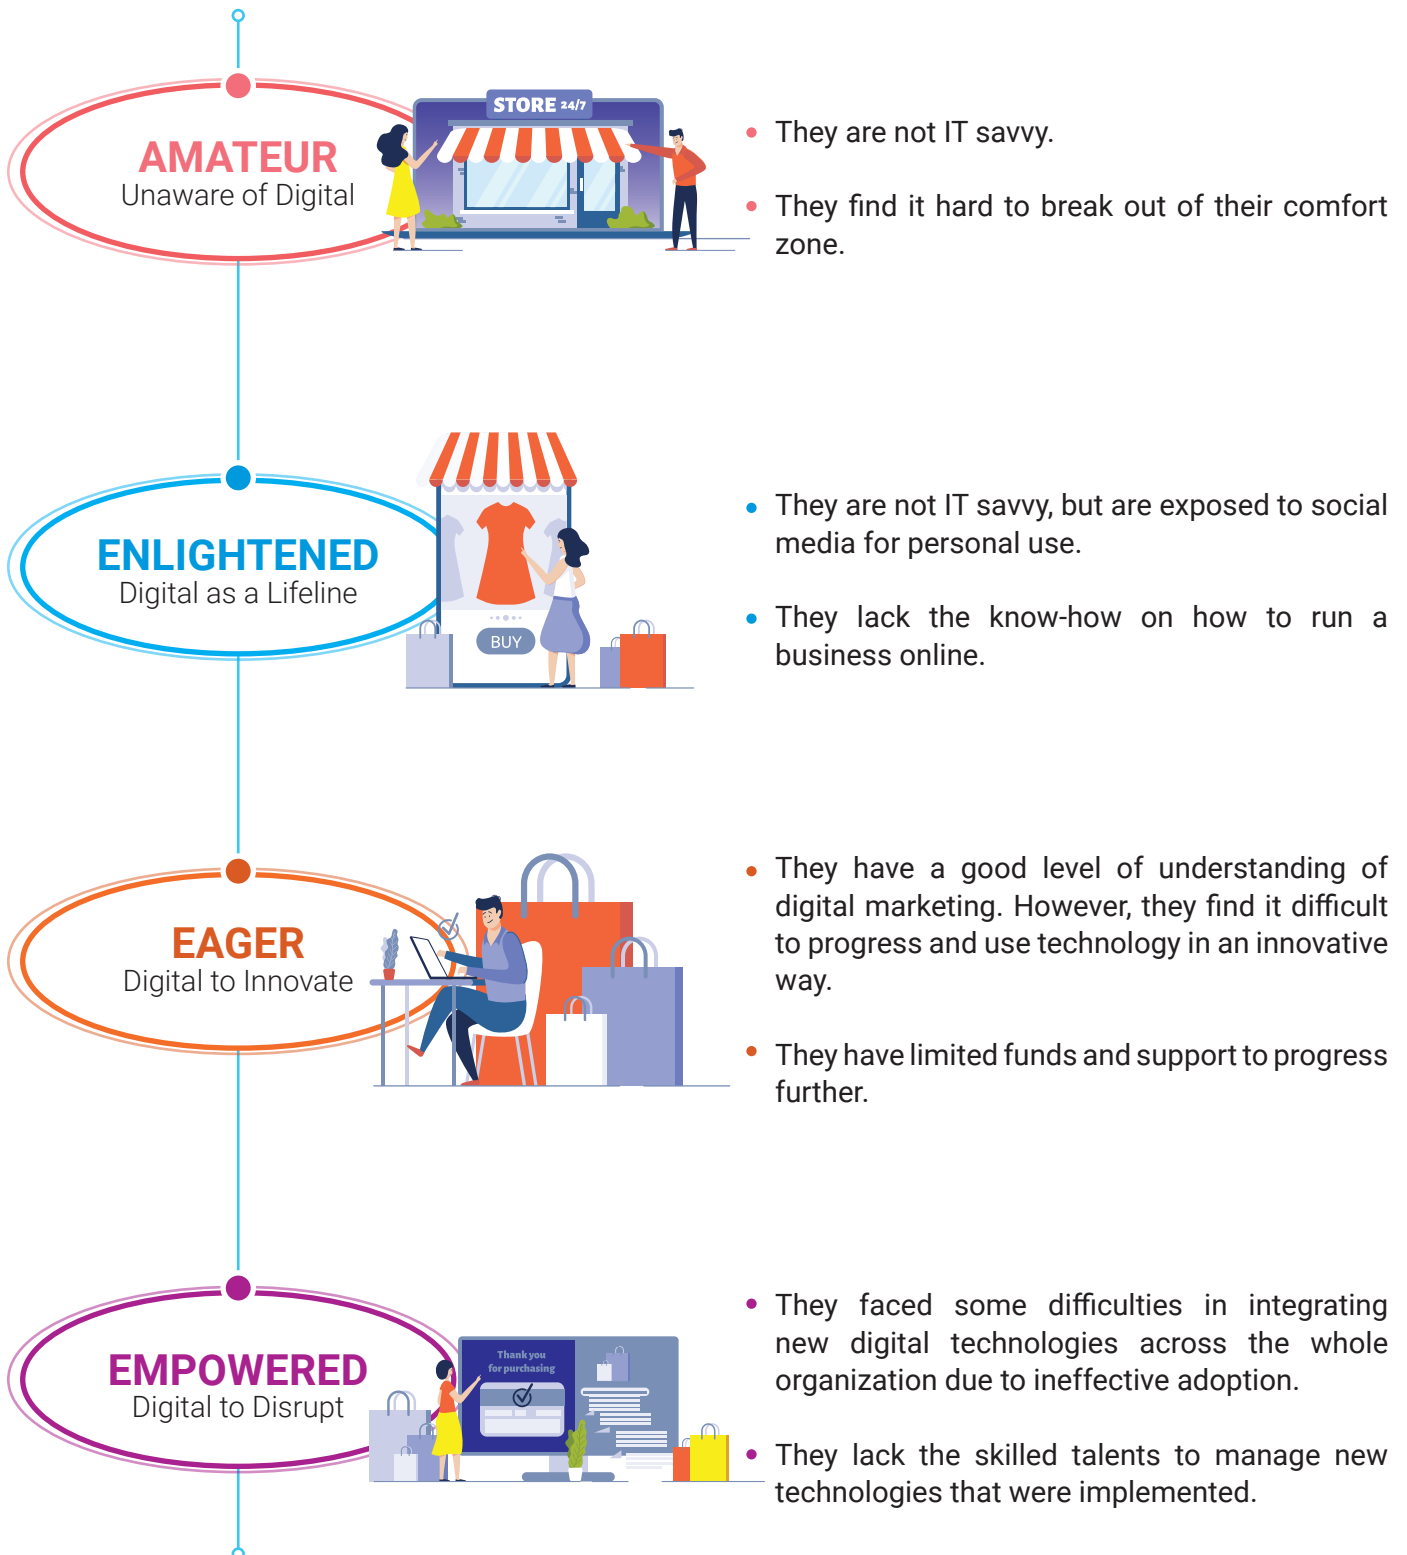 STORE 24/7
AMATEUR
Unaware of Digital
They are not IT savvy.
They find it hard to break out of their comfort
zone.
ENLIGHTENED
Digital as a Lifeline
BUY
They are not IT savvy, but are exposed to social
media for personal use.
They lack the know-how on how to run a
business online.
EAGER
Digital to Innovate
They have a good level of understanding of
digital marketing. However, they find it difficult
to progress and use technology in an innovative
way.
They have limited funds and support to progress
further.
EMPOWERED
Digital to Disrupt
Thank you
for purchasing
They faced some difficulties in integrating
new digital technologies across the whole
organization due to ineffective adoption.
They lack the skilled talents to manage new
technologies that were implemented.